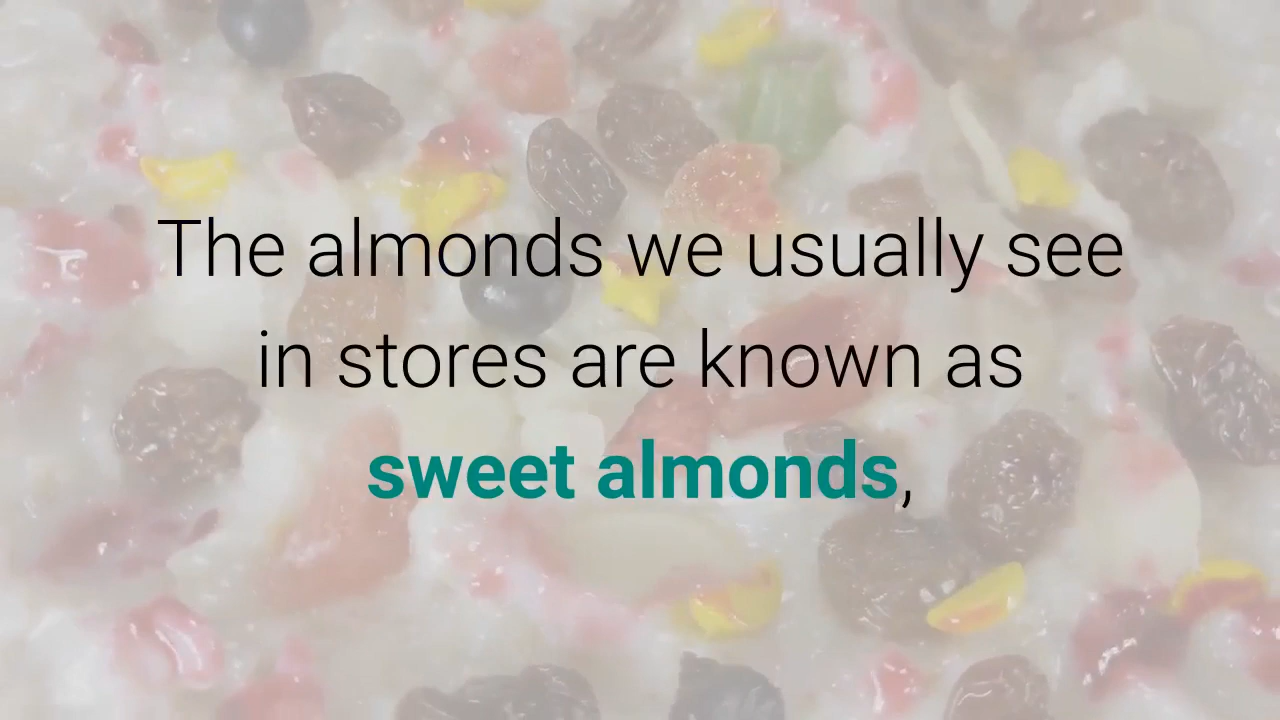 The almonds we usually see
in stores are known as
sweet almonds,